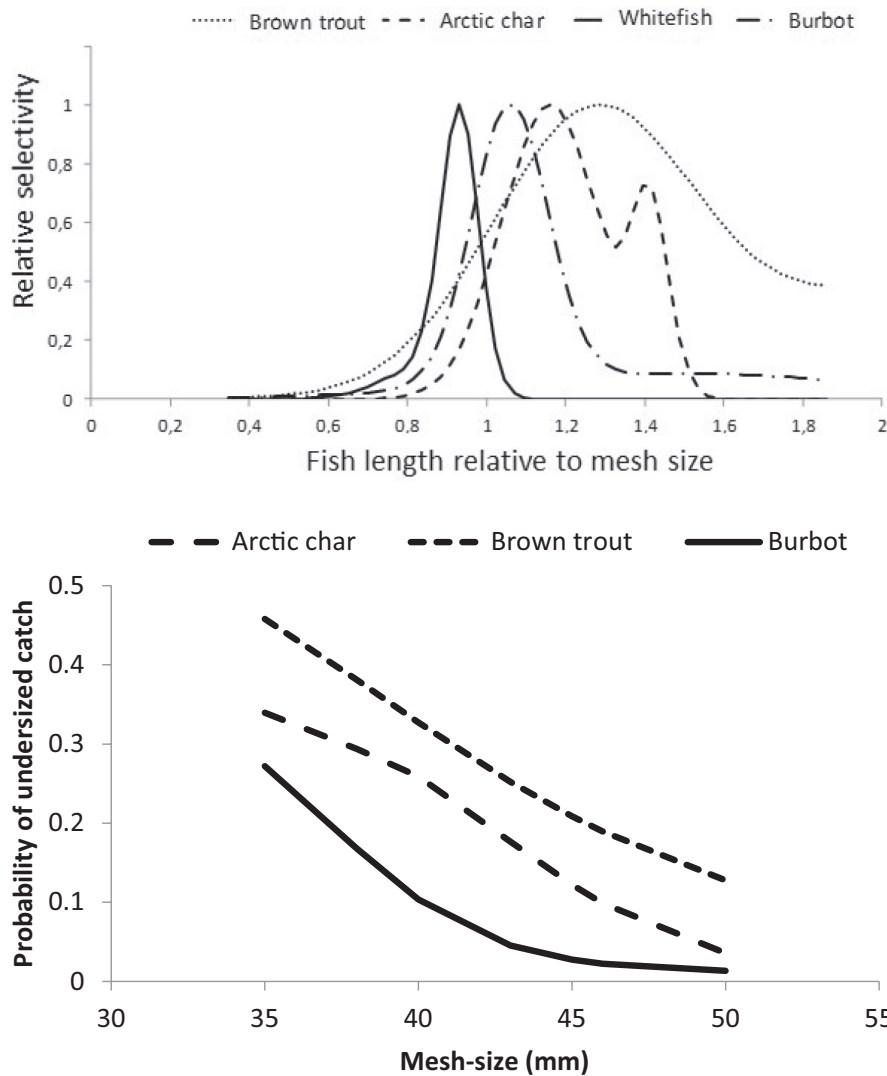 Brown trout Arctic char Whitefish Burbot
Relative selectivity
1
0,8
0,6
0,4
0,2
0
0 0,2 0,4 0,6 0,8 1 1,2 1,4 1,6 1,8 2
Fish length relative to mesh size
Arctic char Brown trout Burbot
Probability of undersized catch
0.5
0.4
0.3
0.2
0.1
0
30 35 40 45 50 55
Mesh-size (mm)